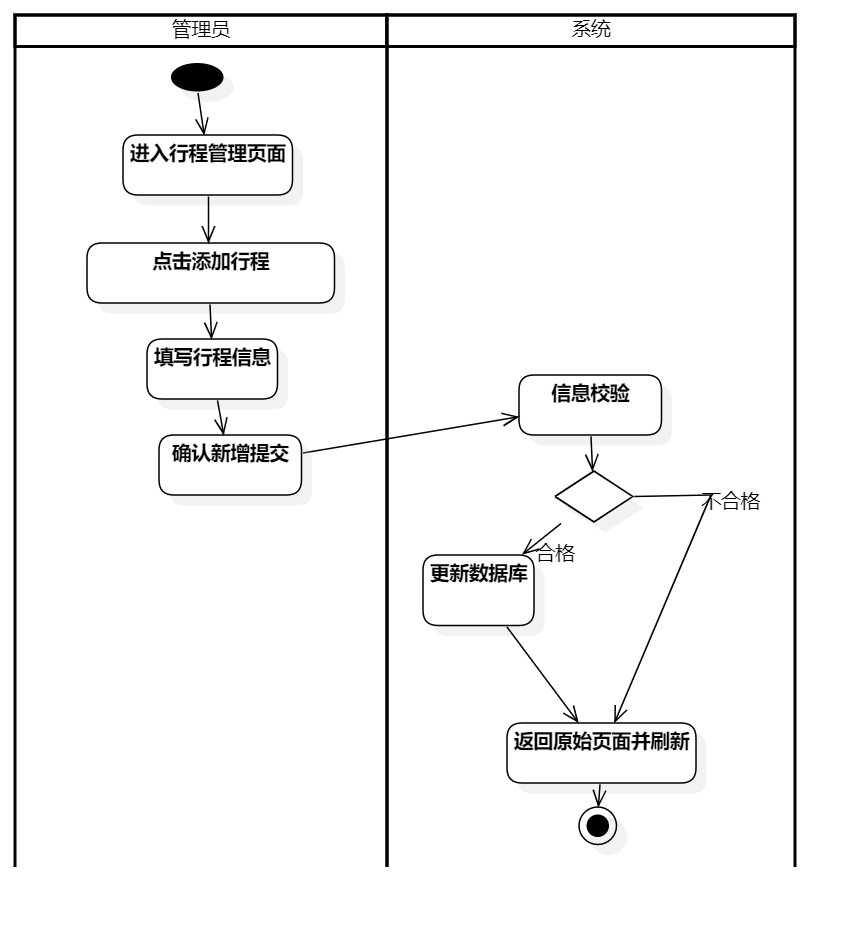 管理员
系统
进入行程管理页面
点击添加行程
填写行程信息
信息校验
确认新增提交
不合格
合格
更新数据库
返回原始页面并刷新